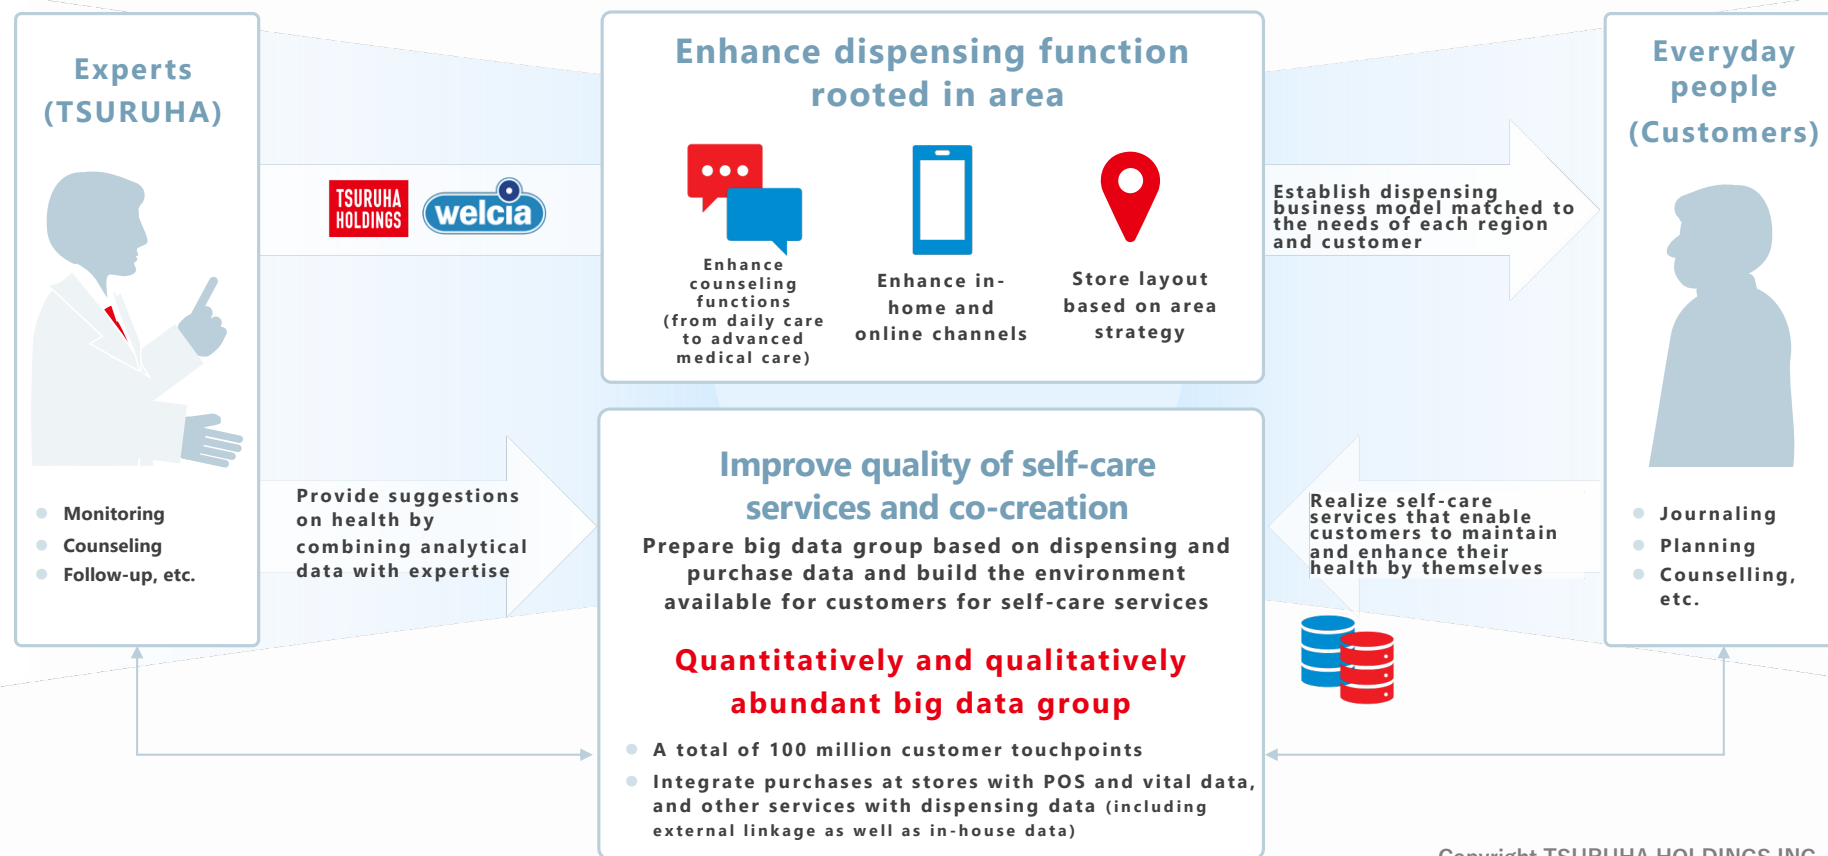 Experts
(TSURUHA)
Monitoring
Counseling
Follow-up, etc.
TSURUHA
HOLDINGS
welcia
Provide suggestions
on health by
combining analytical
data with expertise
Enhance dispensing function
rooted in area
Enhance
counseling
functions
(from daily care
to advanced
medical care)
Enhance in-
home and
online channels
Store layout
based on area
strategy
Improve quality of self-care
services and co-creation
Prepare big data group based on dispensing and
purchase data and build the environment
available for customers for self-care services
Quantitatively and qualitatively
abundant big data group
A total of 100 million customer touchpoints
Integrate purchases at stores with POS and vital data,
and other services with dispensing data (including
external linkage as well as in-house data)
Establish dispensing
business model matched to
the needs of each region
and customer
Realize self-care
services that enable
customers to maintain
and enhance their
health by themselves
Everyday
people
(Customers)
Journaling
Planning
Counselling,
etc.
Copyright TSURUHA HOLDINGS INC